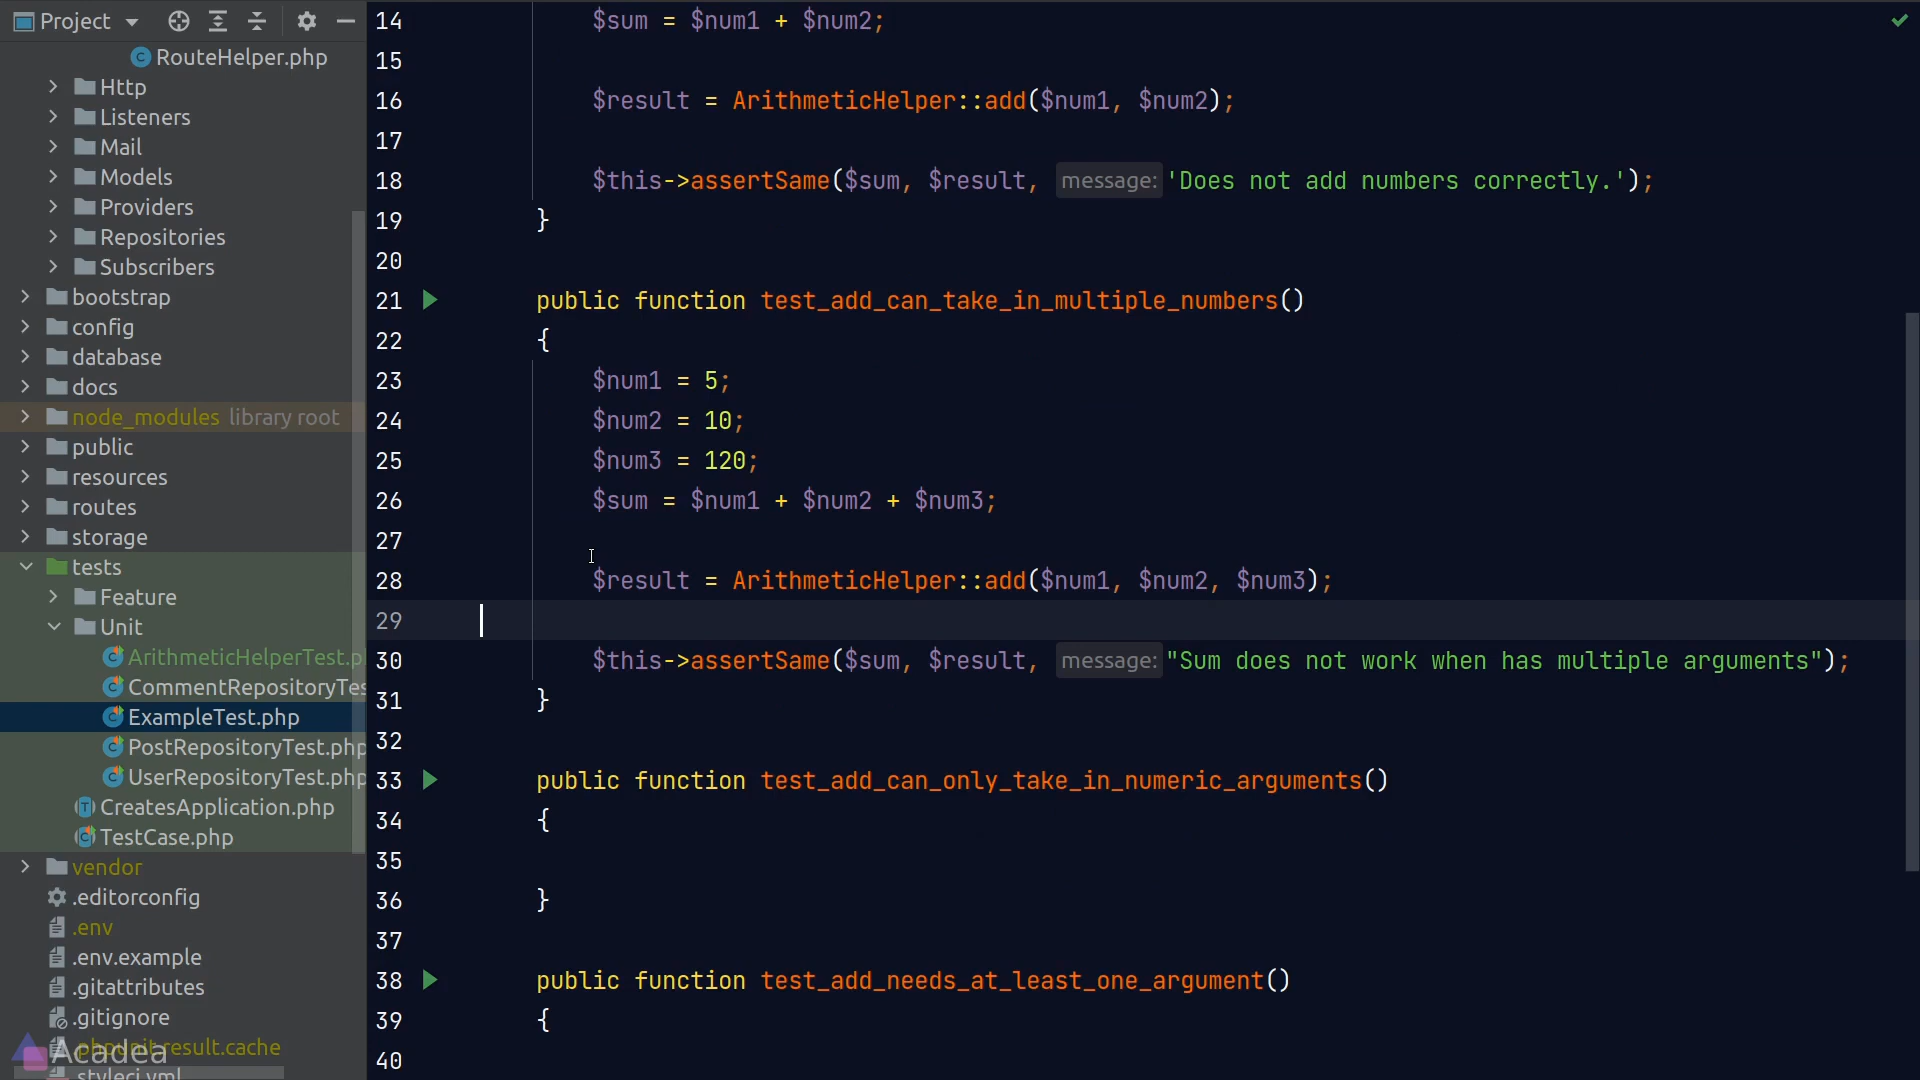 Project
RouteHelper.php
Http
Listeners
Mail
Models
Providers
Repositories
Subscribers
bootstrap
config
database
docs
node_modules library root
public
resources
routes
storage
tests
Feature
Unit
ArithmeticHelperTest.p
CommentRepositoryTes
ExampleTest.php
PostRepositoryTest.php
UserRepositoryTest.php
CreatesApplication.php
TestCase.php
vendor
.editorconfig
.env
.env.example
.gitattributes
.gitignore
.phpunit.result.cache
.styleci.yml
Acadea
14 $sum = $num1 + $num2;
15
16 $result = ArithmeticHelper::add($num1, $num2);
17
18 $this->assertSame($sum, $result, message: 'Does not add numbers correctly.');
19 }
20
21 public function test_add_can_take_in_multiple_numbers()
22 {
23 $num1 = 5;
24 $num2 = 10;
25 $num3 = 120;
26 $sum = $num1 + $num2 + $num3;
27
28 $result = ArithmeticHelper::add($num1, $num2, $num3);
29
30 $this->assertSame($sum, $result, message: "Sum does not work when has multiple arguments");
31 }
32
33 public function test_add_can_only_take_in_numeric_arguments()
34 {
35
36 }
37
38 public function test_add_needs_at_least_one_argument()
39 {
40